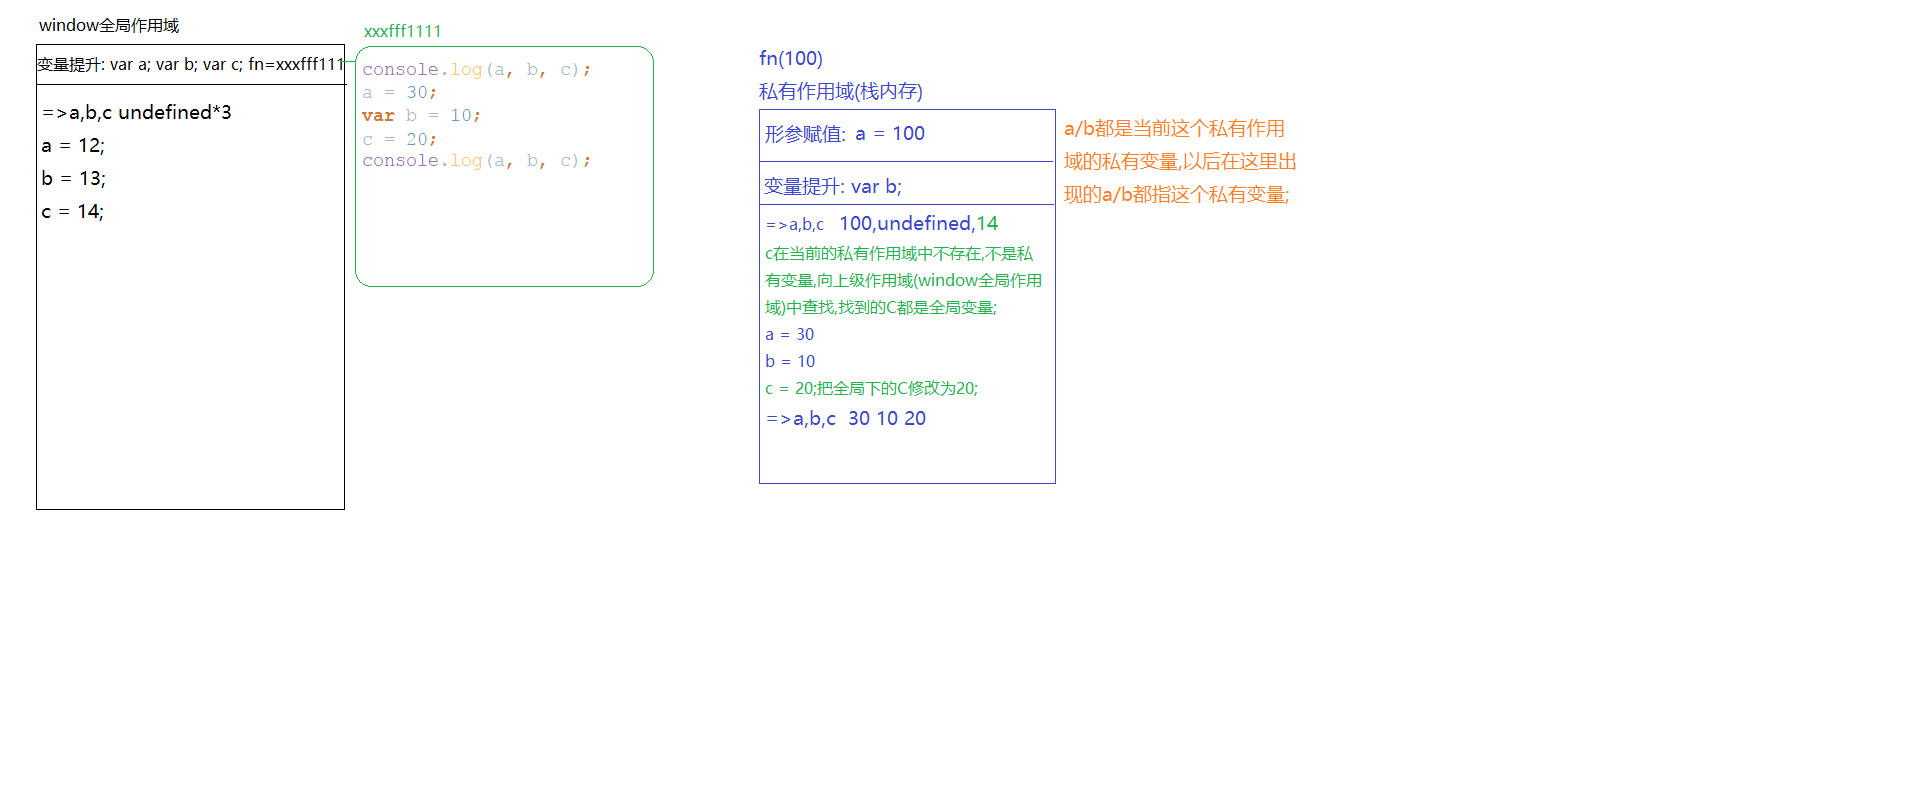 window全局作用域
变量提升: var a; var b; var c; fn=xxxfff111
=>a,b,c undefined*3
a = 12;
b = 13;
c = 14;
xxxfff1111
console.log(a, b, c);
a = 30;
var b = 10;
c = 20;
console.log(a, b, c);
fn(100)
私有作用域(栈内存)
形参赋值: a = 100
变量提升: var b;
=>a,b,c 100,undefined,14
c在当前的私有作用域中不存在,不是私
有变量,向上级作用域(window全局作用
域)中查找,找到的C都是全局变量;
a = 30
b = 10
c = 20;把全局下的C修改为20;
=>a,b,c 30 10 20
a/b都是当前这个私有作用
域的私有变量,以后在这里出
现的a/b都指这个私有变量;